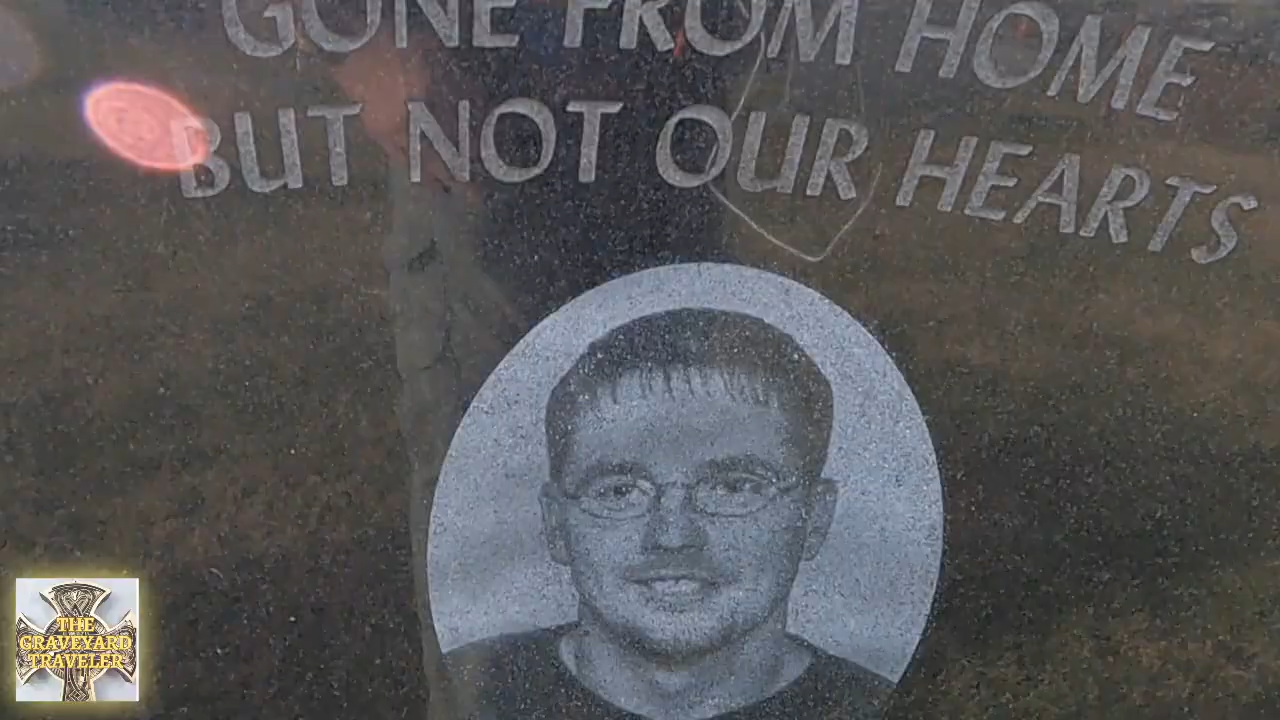 GONE FROM HOME
BUT NOT OUR HEARTS
THE
GRAVEYARD
TRAVELER